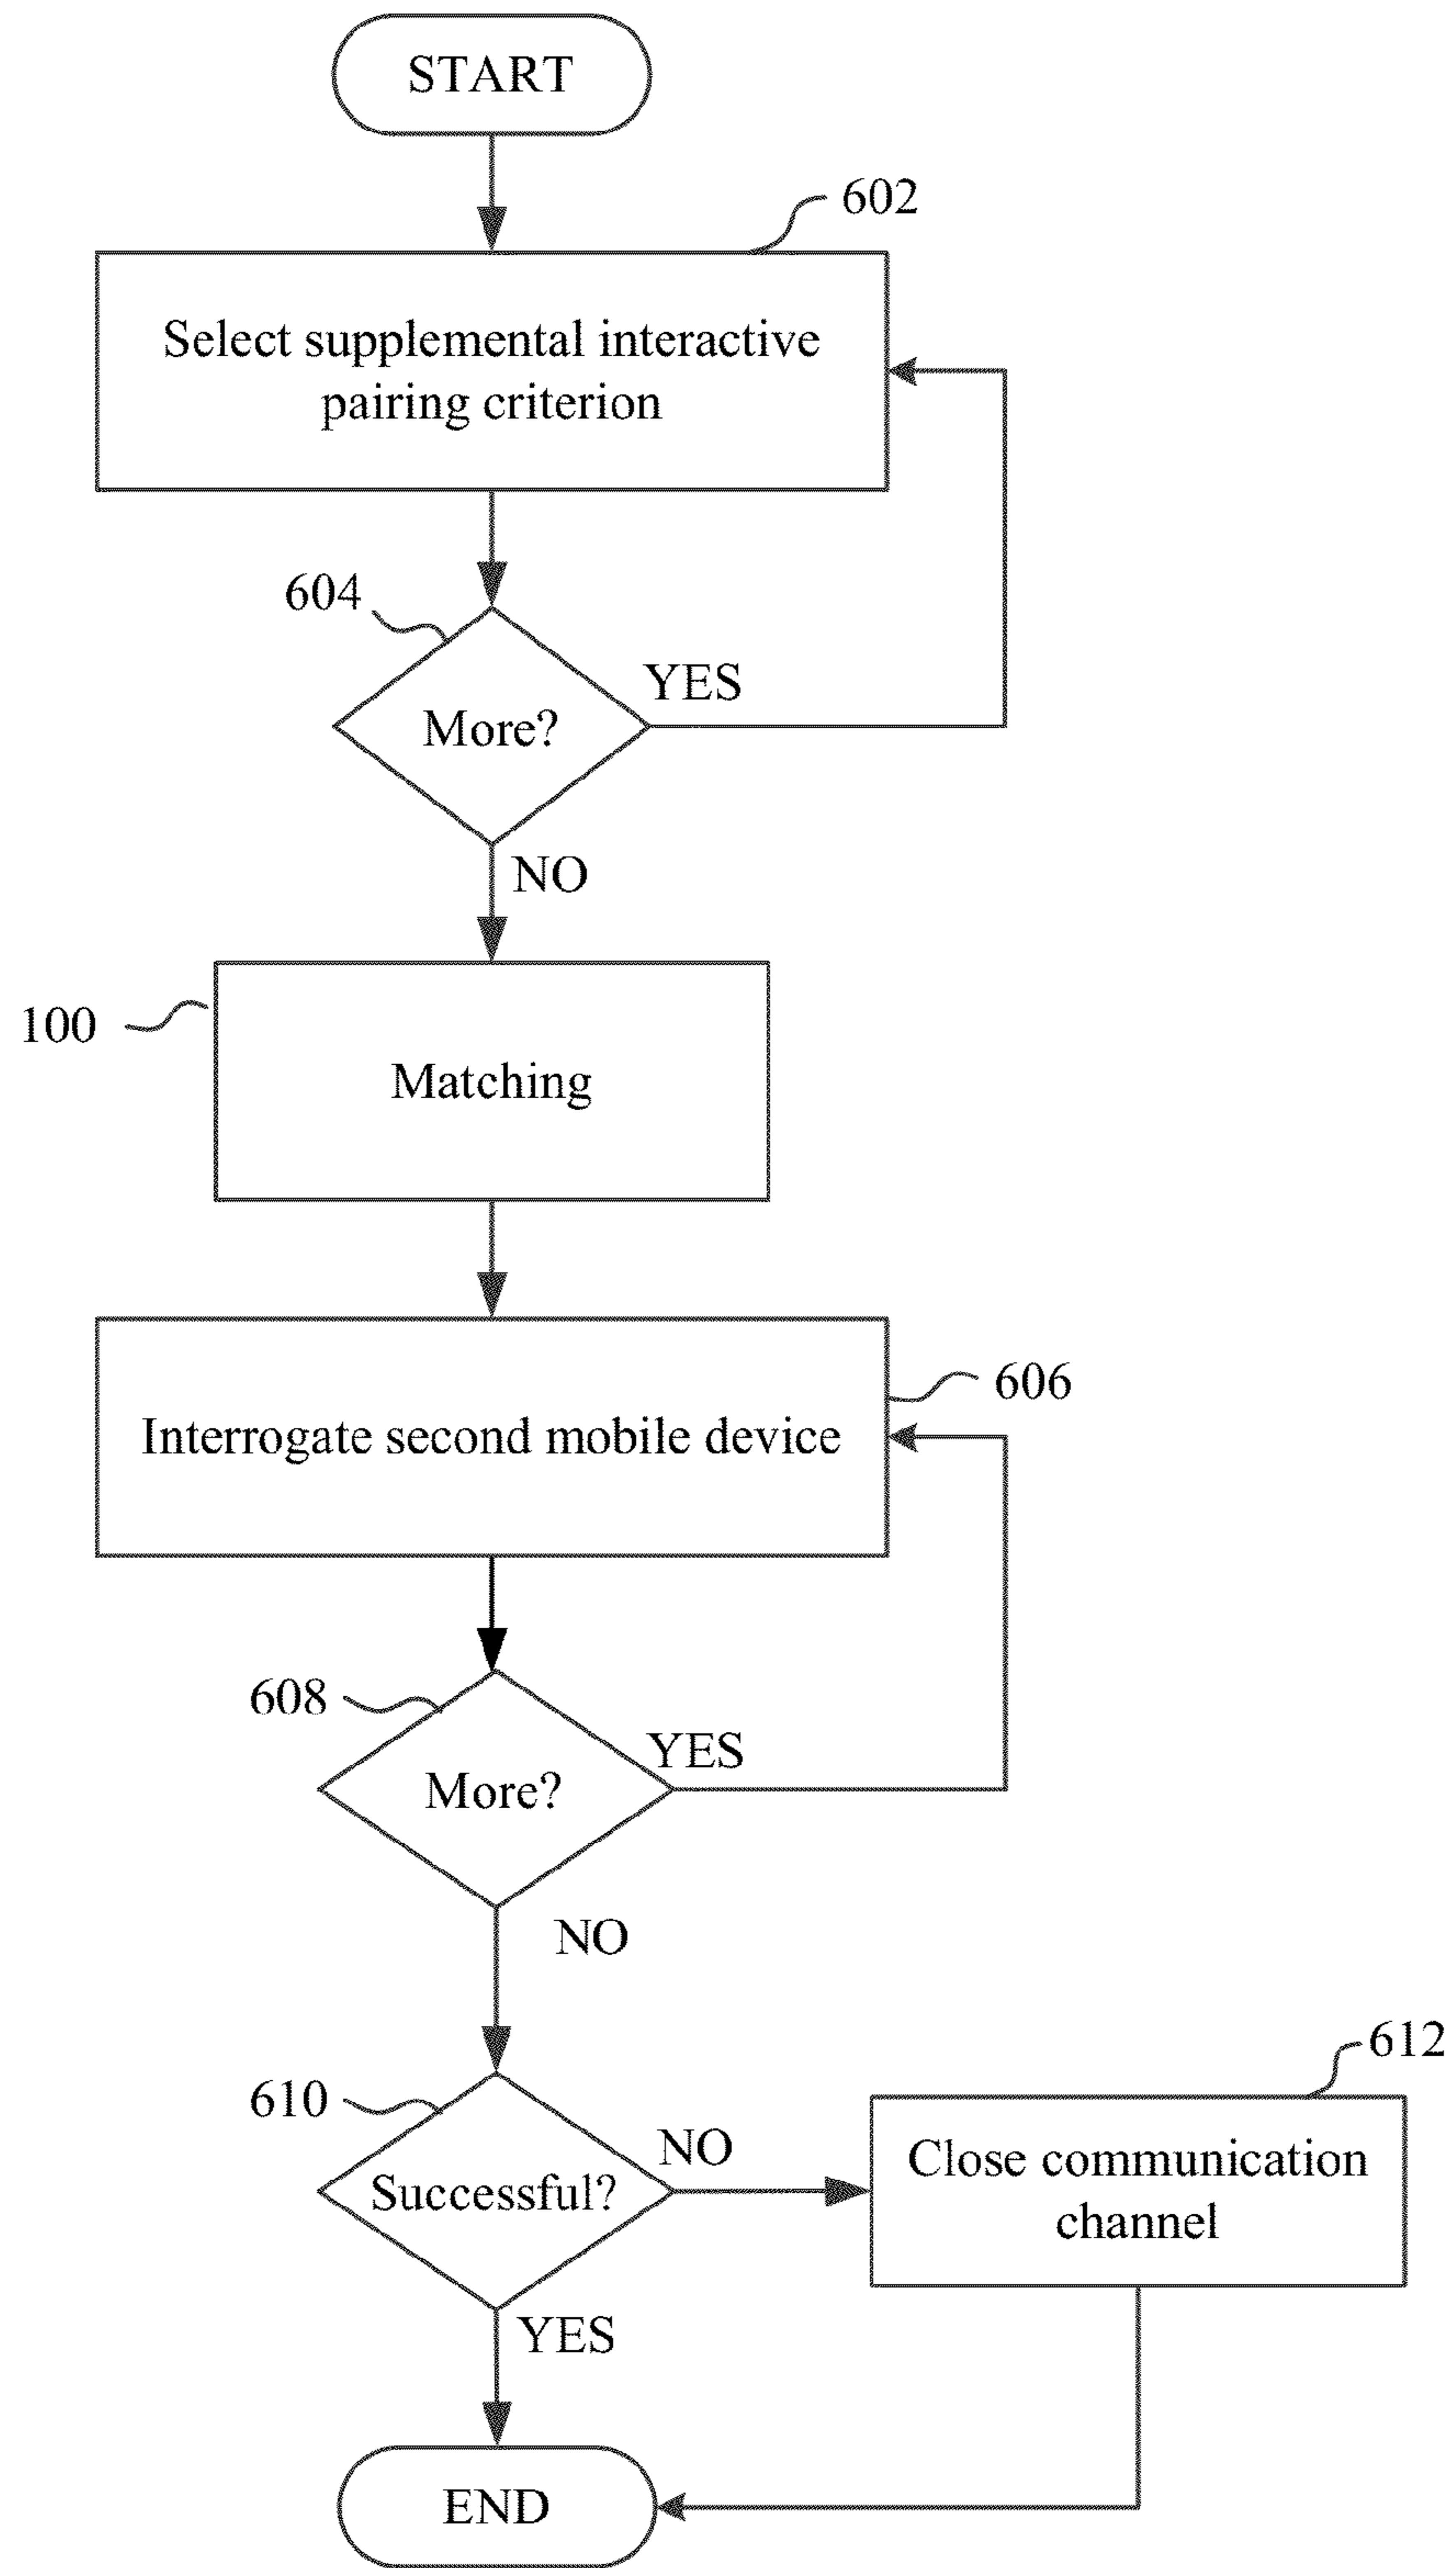 START
602
Select supplemental interactive
pairing criterion
604
YES
More?
NO
100
Matching
606
Interrogate second mobile device
608
YES
More?
NO
612
610
NO
Close communication
channel
Successful?
YES
END